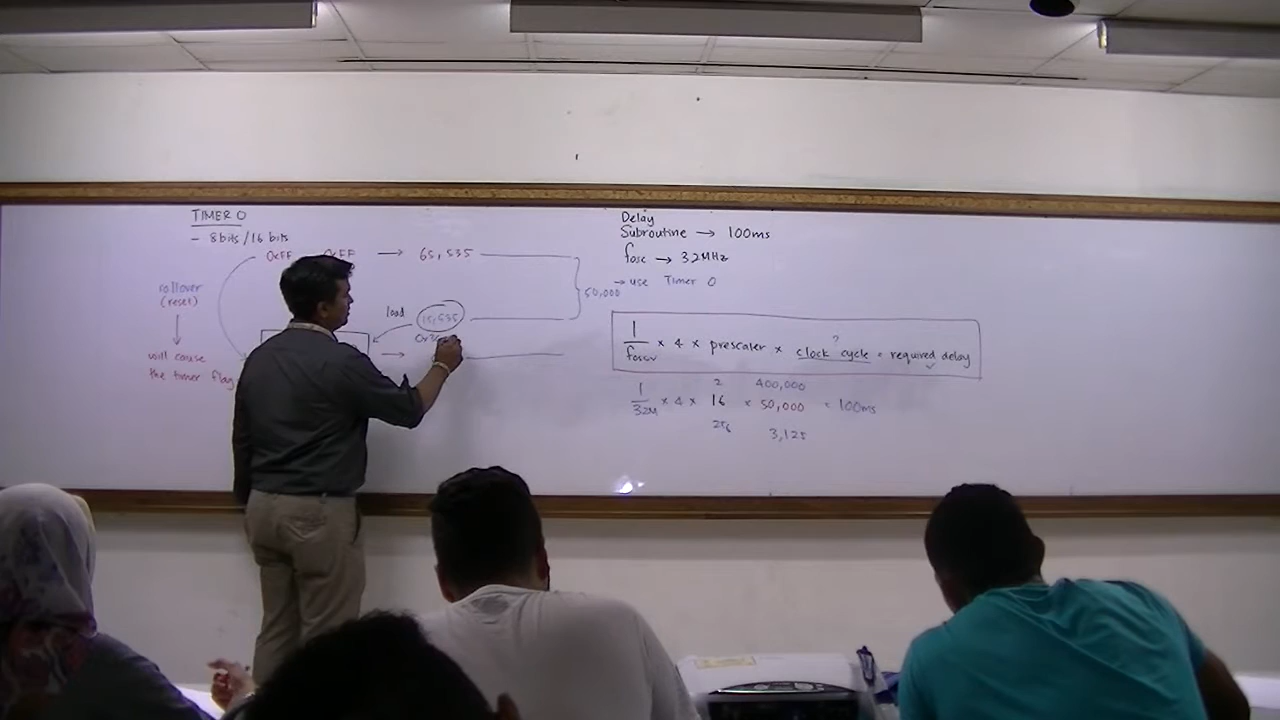 TIMER 0
- 8bits/16 bits
0xFF 0xFF → 65,535
rollover
(reset)
↓
will cause
the timer flag
load
15,535
50,000
Delay
Subroutine → 100ms
fosc → 32MHz
→ use Timer 0
?
1/fosc × 4 × prescaler × clock cycle = required delay
2 400,000
1/32M × 4 × 16 × 50,000 = 100ms
256 3,125